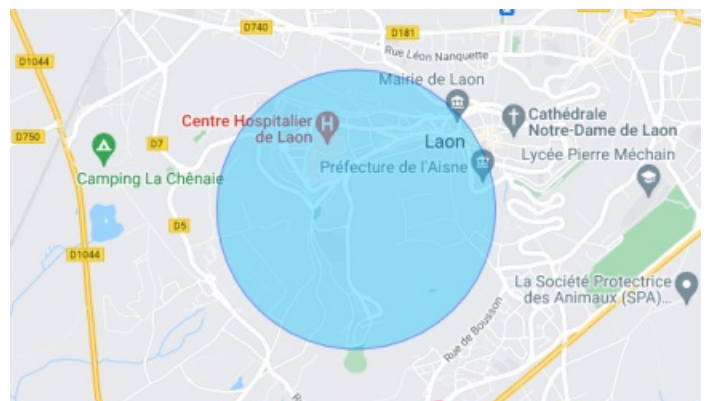 D740
D181
Rue Léon Nanquette
D1044
Mairie de Laon
Centre Hospitalier
de Laon
Cathédrale
Notre-Dame de Laon
D750
D7
Laon
Lycée Pierre Méchain
Préfecture de l'Aisne
Camping La Chênaie
D5
D1044
La Société Protectrice
des Animaux (SPA)...
Rue de Bousson